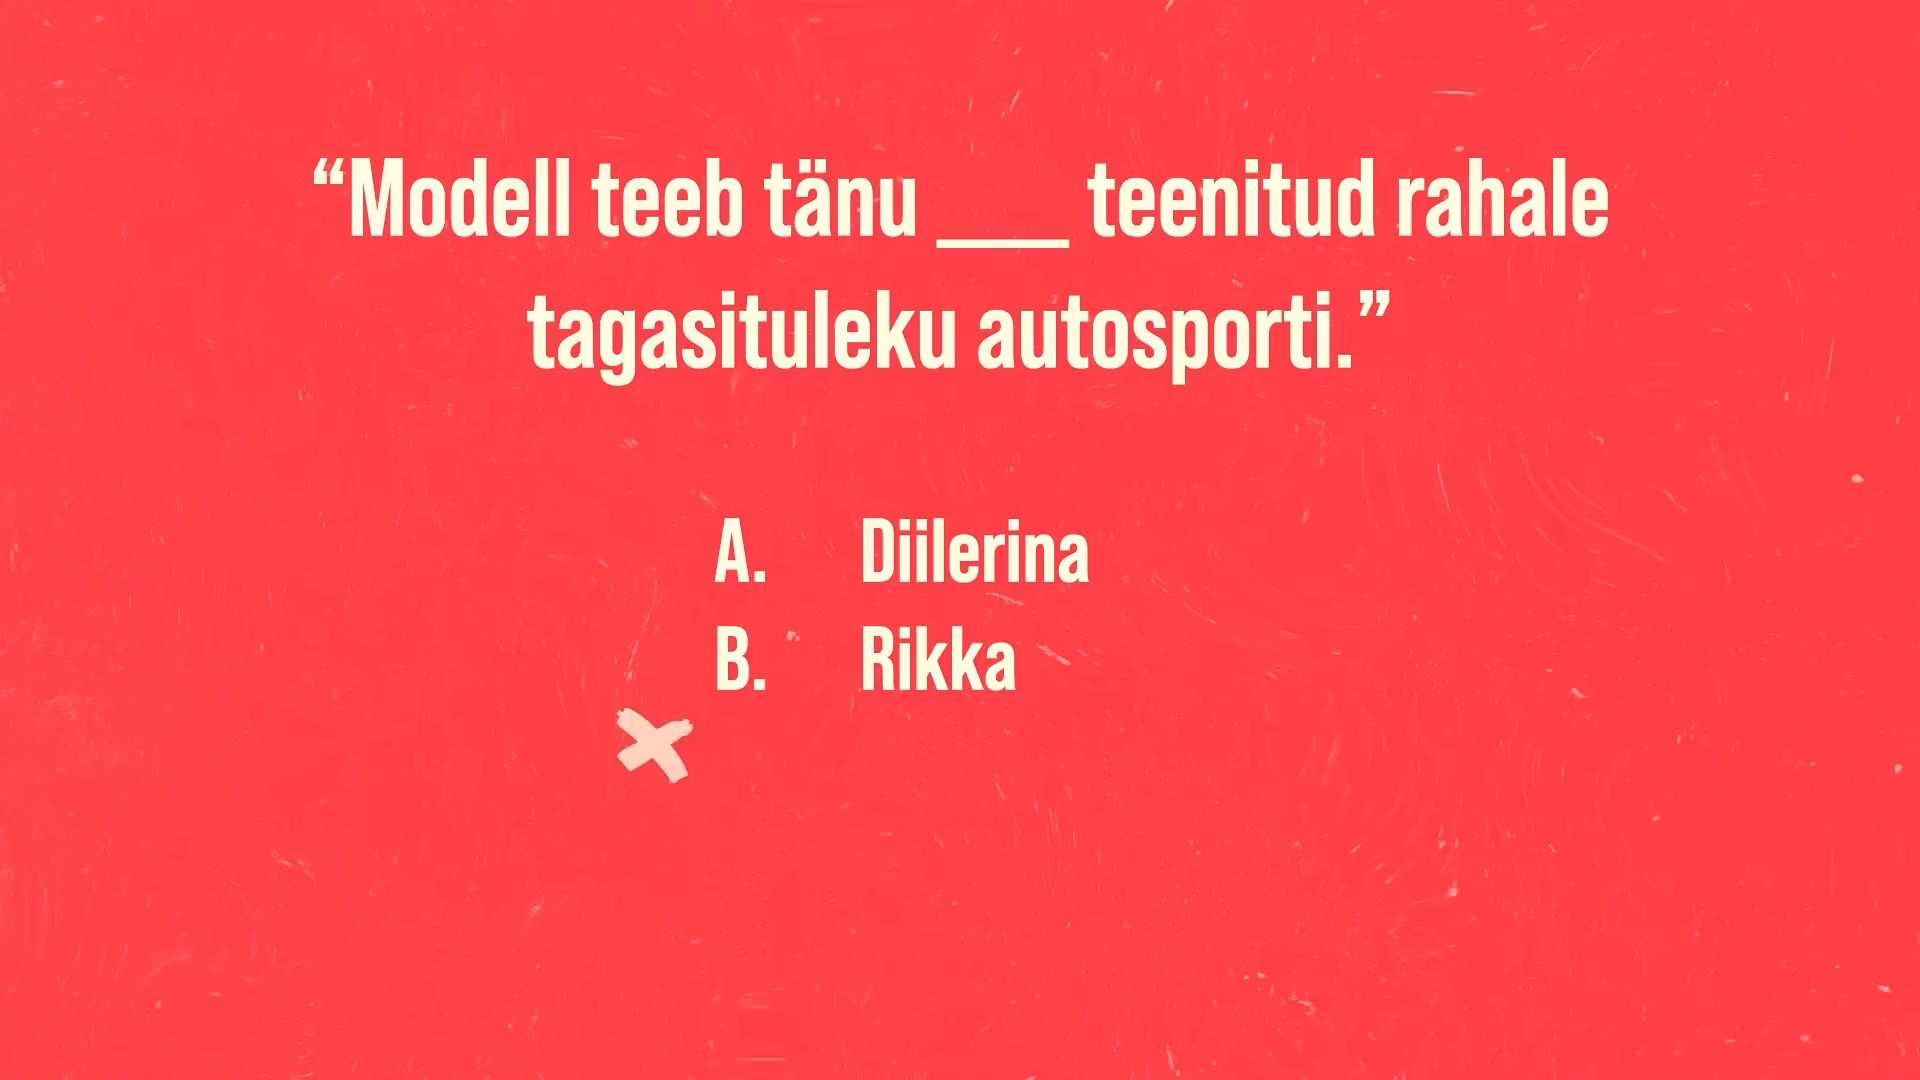 “Modell teeb tänu ___ teenitud rahale
tagasituleku autosporti.”
A. Diilerina
B. Rikka